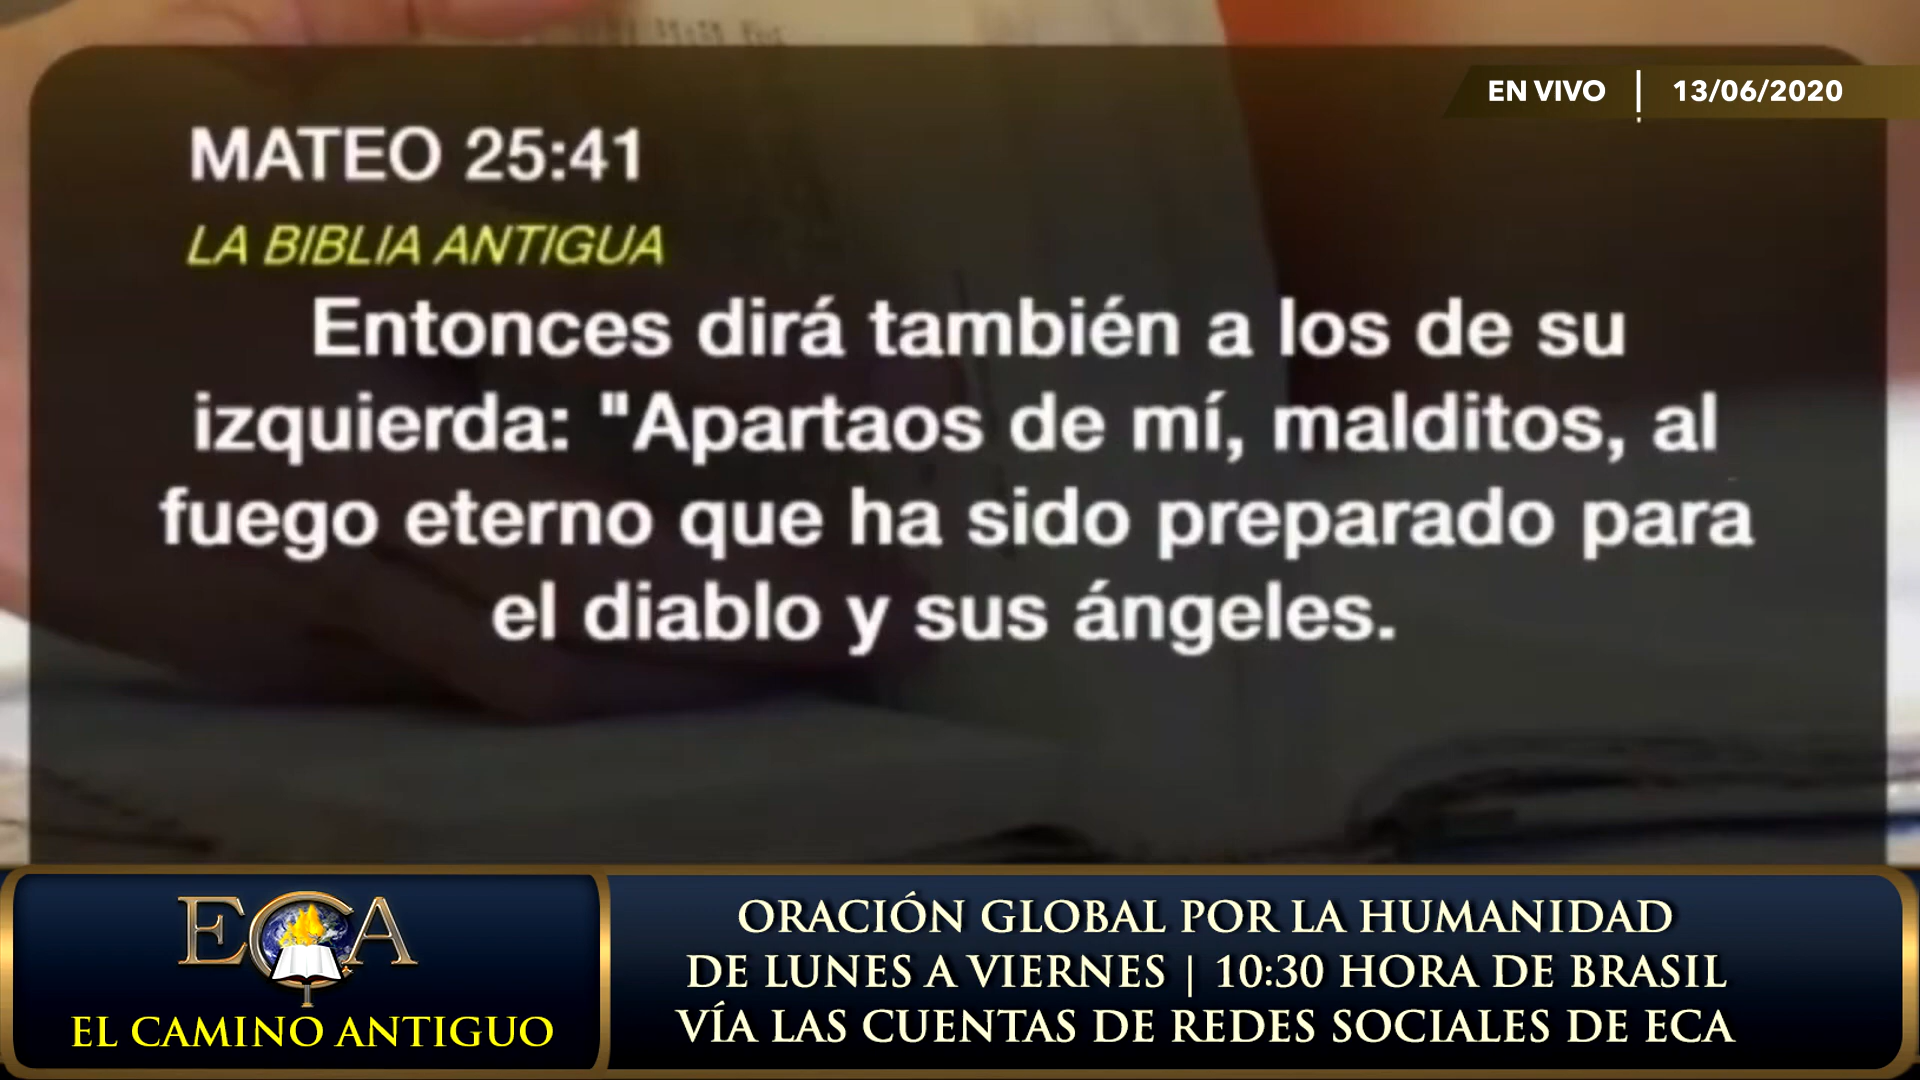 EN VIVO | 13/06/2020
MATEO 25:41
LA BIBLIA ANTIGUA
Entonces dirá también a los de su
izquierda: "Apartaos de mí, malditos, al
fuego eterno que ha sido preparado para
el diablo y sus ángeles.
ECA
EL CAMINO ANTIGUO
ORACIÓN GLOBAL POR LA HUMANIDAD
DE LUNES A VIERNES | 10:30 HORA DE BRASIL
VÍA LAS CUENTAS DE REDES SOCIALES DE ECA